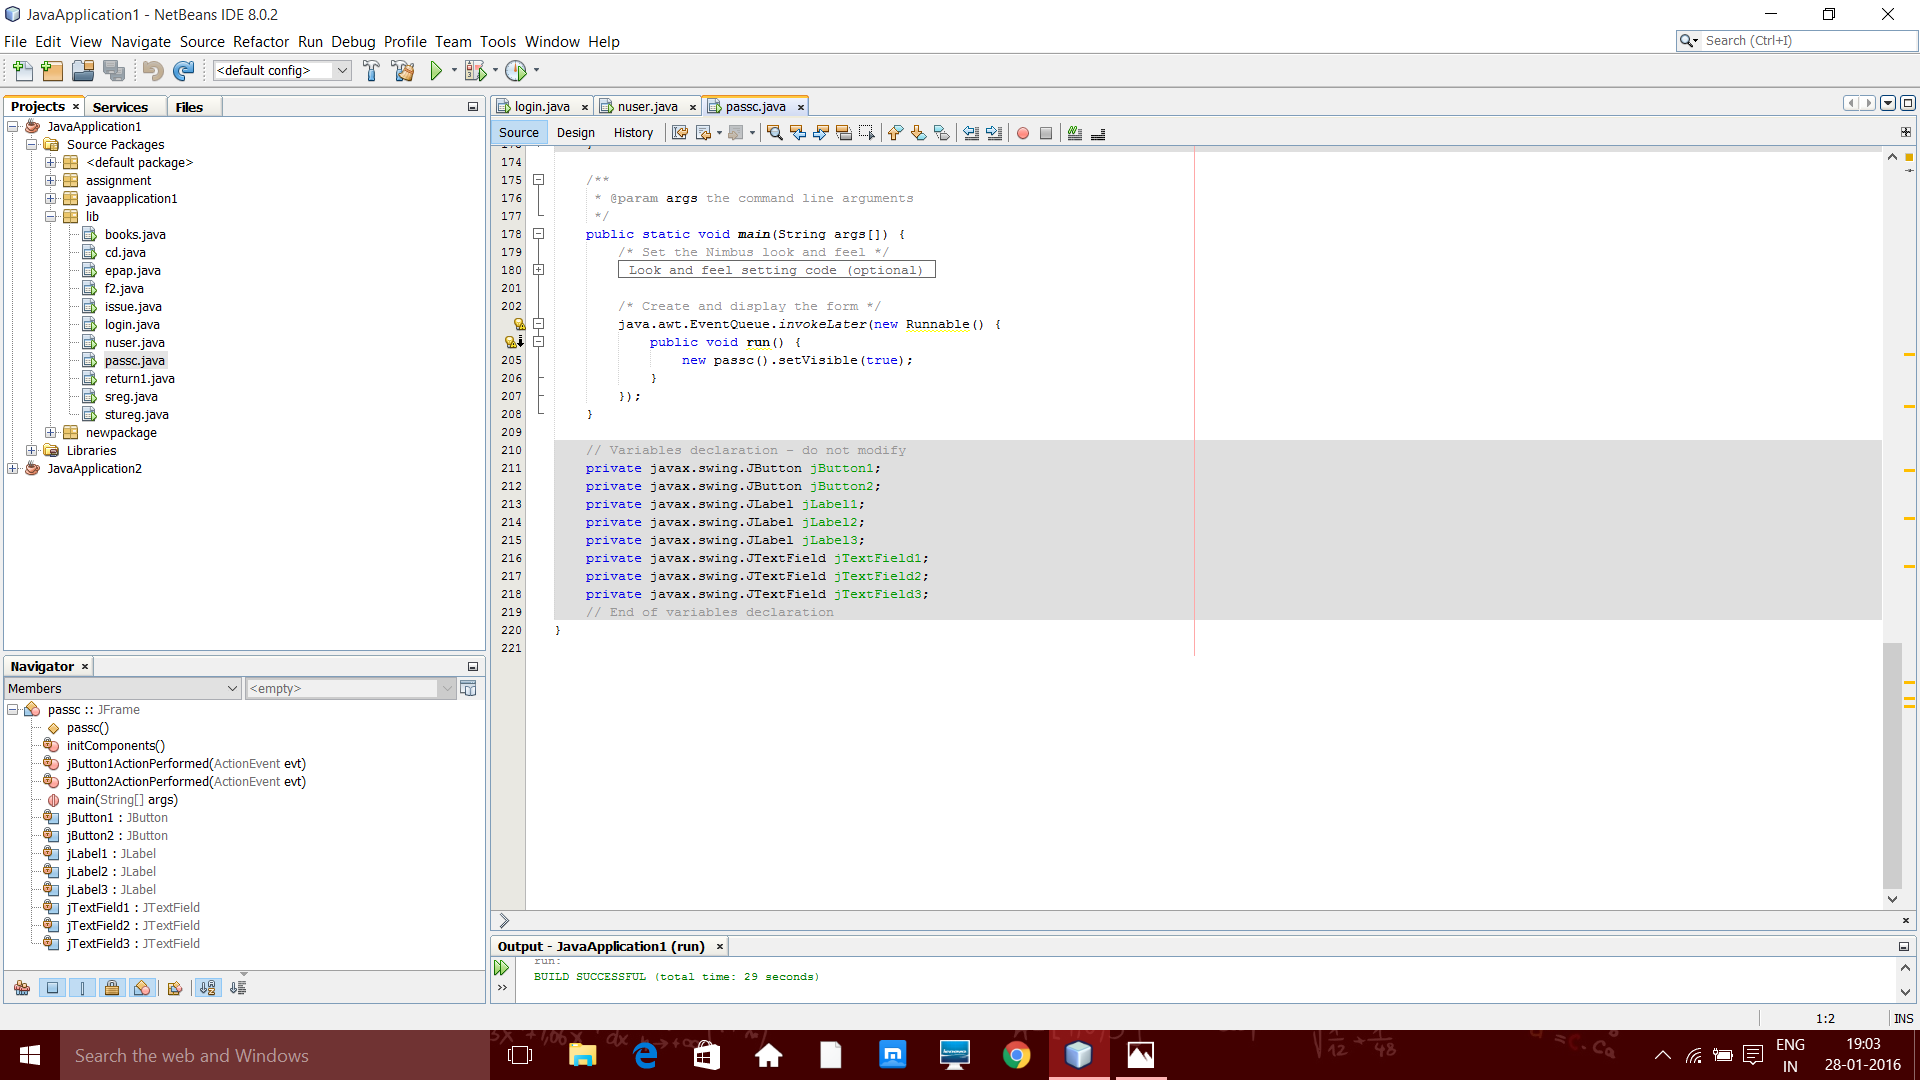 JavaApplication1 - NetBeans IDE 8.0.2
File Edit View Navigate Source Refactor Run Debug Profile Team Tools Window Help
Search (Ctrl+I)
<default config>
Projects Services Files
JavaApplication1
Source Packages
<default package>
assignment
javaapplication1
lib
books.java
cd.java
epap.java
f2.java
issue.java
login.java
nuser.java
passc.java
return1.java
sreg.java
stureg.java
newpackage
Libraries
JavaApplication2
Navigator
Members
<empty>
passc :: JFrame
passc()
initComponents()
jButton1ActionPerformed(ActionEvent evt)
jButton2ActionPerformed(ActionEvent evt)
main(String[] args)
jButton1 : JButton
jButton2 : JButton
jLabel1 : JLabel
jLabel2 : JLabel
jLabel3 : JLabel
jTextField1 : JTextField
jTextField2 : JTextField
jTextField3 : JTextField
login.java nuser.java passc.java
Source Design History
174
175 /**
176 * @param args the command line arguments
177 */
178 public static void main(String args[]) {
179 /* Set the Nimbus look and feel */
180 Look and feel setting code (optional)
201
202 /* Create and display the form */
java.awt.EventQueue.invokeLater(new Runnable() {
public void run() {
205 new passc().setVisible(true);
206 }
207 });
208 }
209
210 // Variables declaration - do not modify
211 private javax.swing.JButton jButton1;
212 private javax.swing.JButton jButton2;
213 private javax.swing.JLabel jLabel1;
214 private javax.swing.JLabel jLabel2;
215 private javax.swing.JLabel jLabel3;
216 private javax.swing.JTextField jTextField1;
217 private javax.swing.JTextField jTextField2;
218 private javax.swing.JTextField jTextField3;
219 // End of variables declaration
220 }
221
Output - JavaApplication1 (run)
run:
BUILD SUCCESSFUL (total time: 29 seconds)
1:2 INS
Search the web and Windows
ENG
IN
19:03
28-01-2016